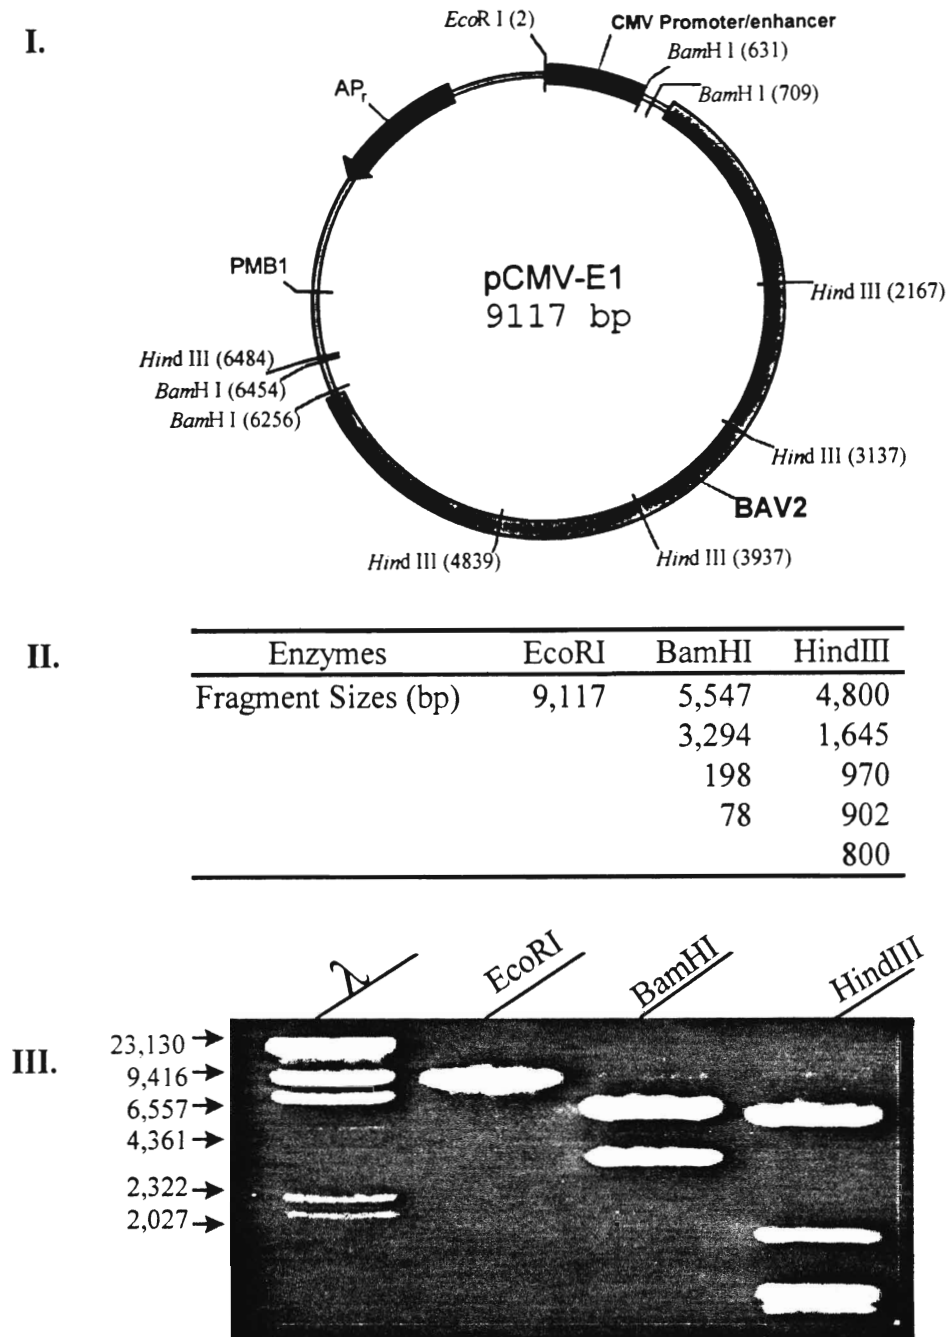 I.
EcoR I (2)
CMV Promoter/enhancer
BamH I (631)
BamH I (709)
APr
PMB1
pCMV-E1
9117 bp
Hind III (2167)
Hind III (6484)
BamH I (6454)
BamH I (6256)
Hind III (3137)
BAV2
Hind III (4839)
Hind III (3937)
II.
Enzymes EcoRI BamHI HindIII
Fragment Sizes (bp) 9,117 5,547 4,800
3,294 1,645
198 970
78 902
800
λ EcoRI BamHI HindIII
III.
23,130
9,416
6,557
4,361
2,322
2,027